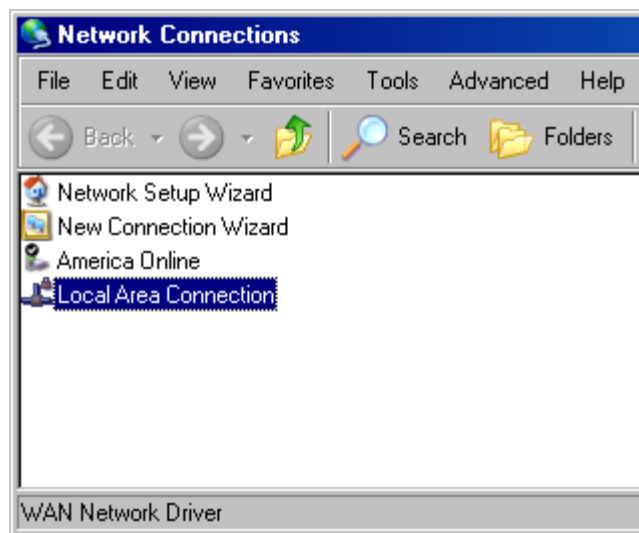 Network Connections
File Edit View Favorites Tools Advanced Help
Back Search Folders
Network Setup Wizard
New Connection Wizard
America Online
Local Area Connection
WAN Network Driver